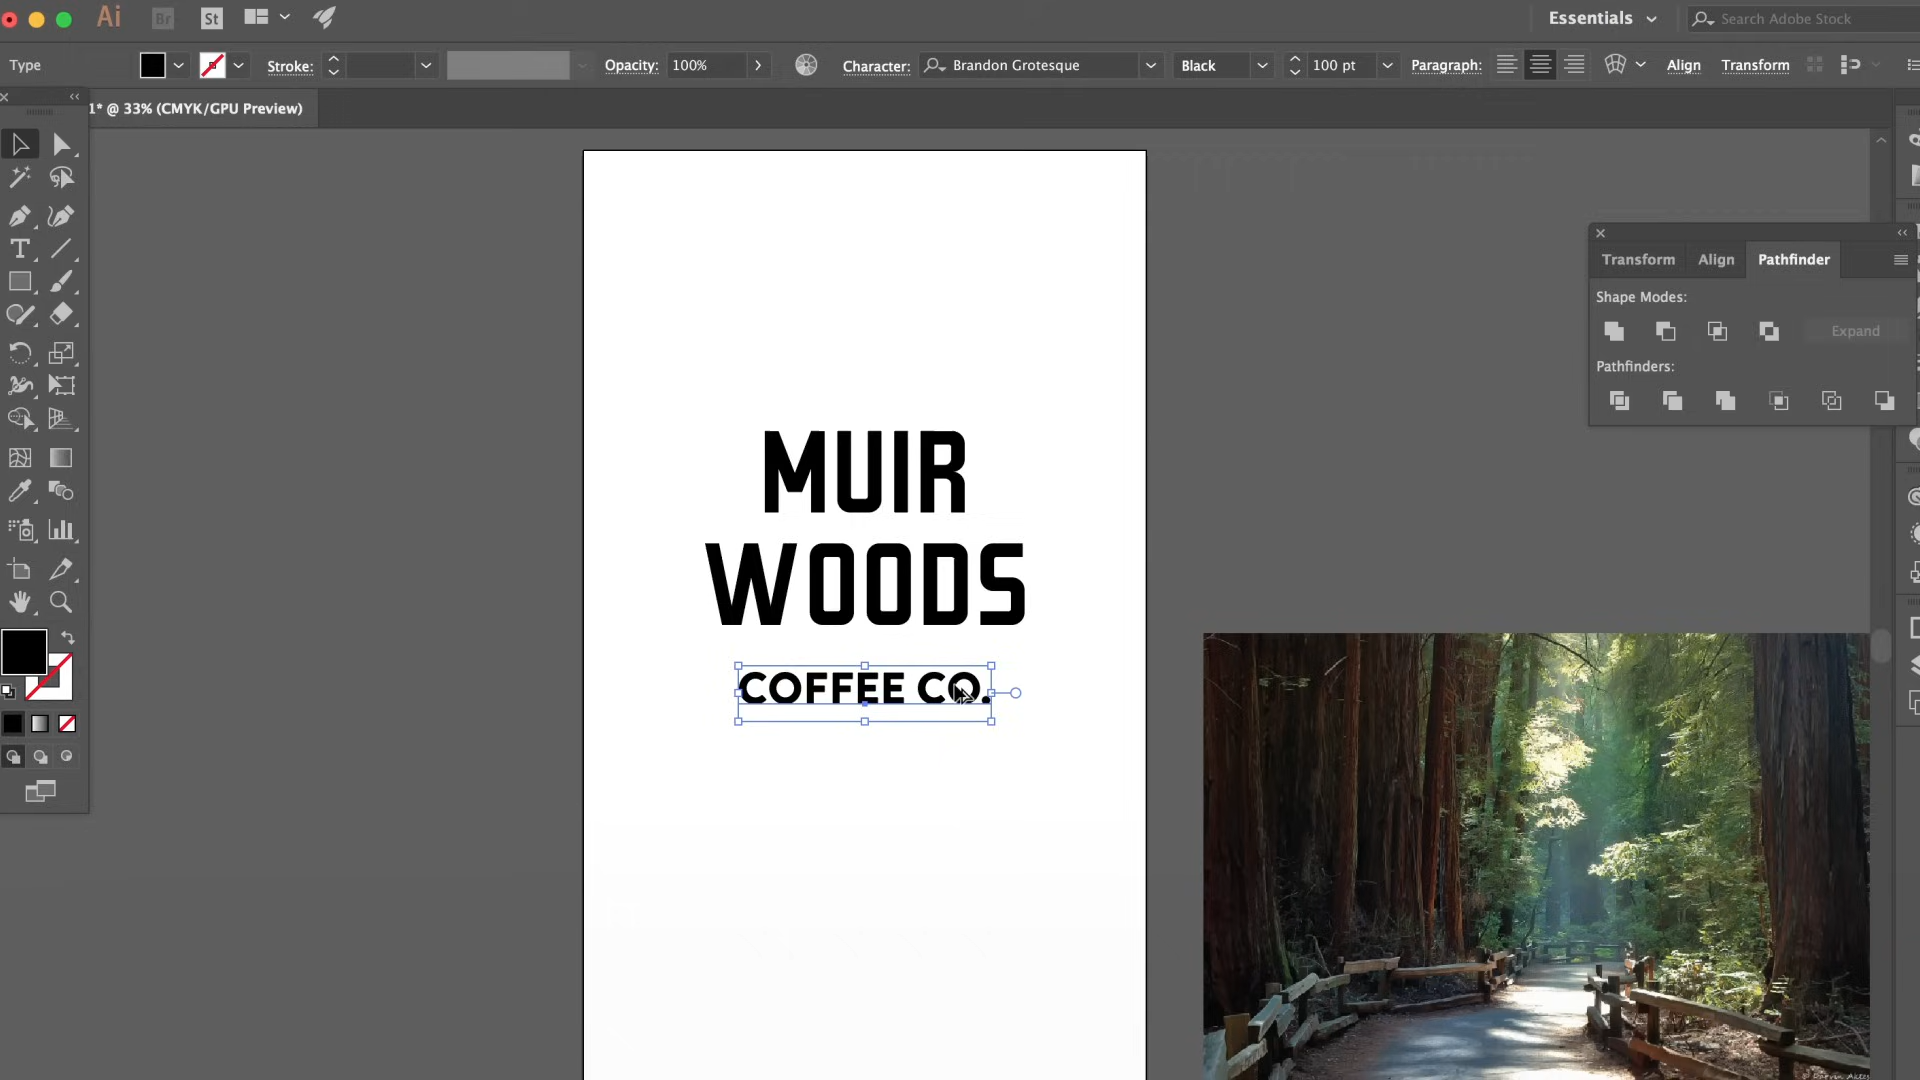 Ai Br St Essentials Search Adobe Stock
Type Stroke: Opacity: 100% Character: Brandon Grotesque Black 100 pt Paragraph: Align Transform
1* @ 33% (CMYK/GPU Preview)
Transform Align Pathfinder
Shape Modes:
Expand
Pathfinders:
MUIR
WOODS
COFFEE CO.